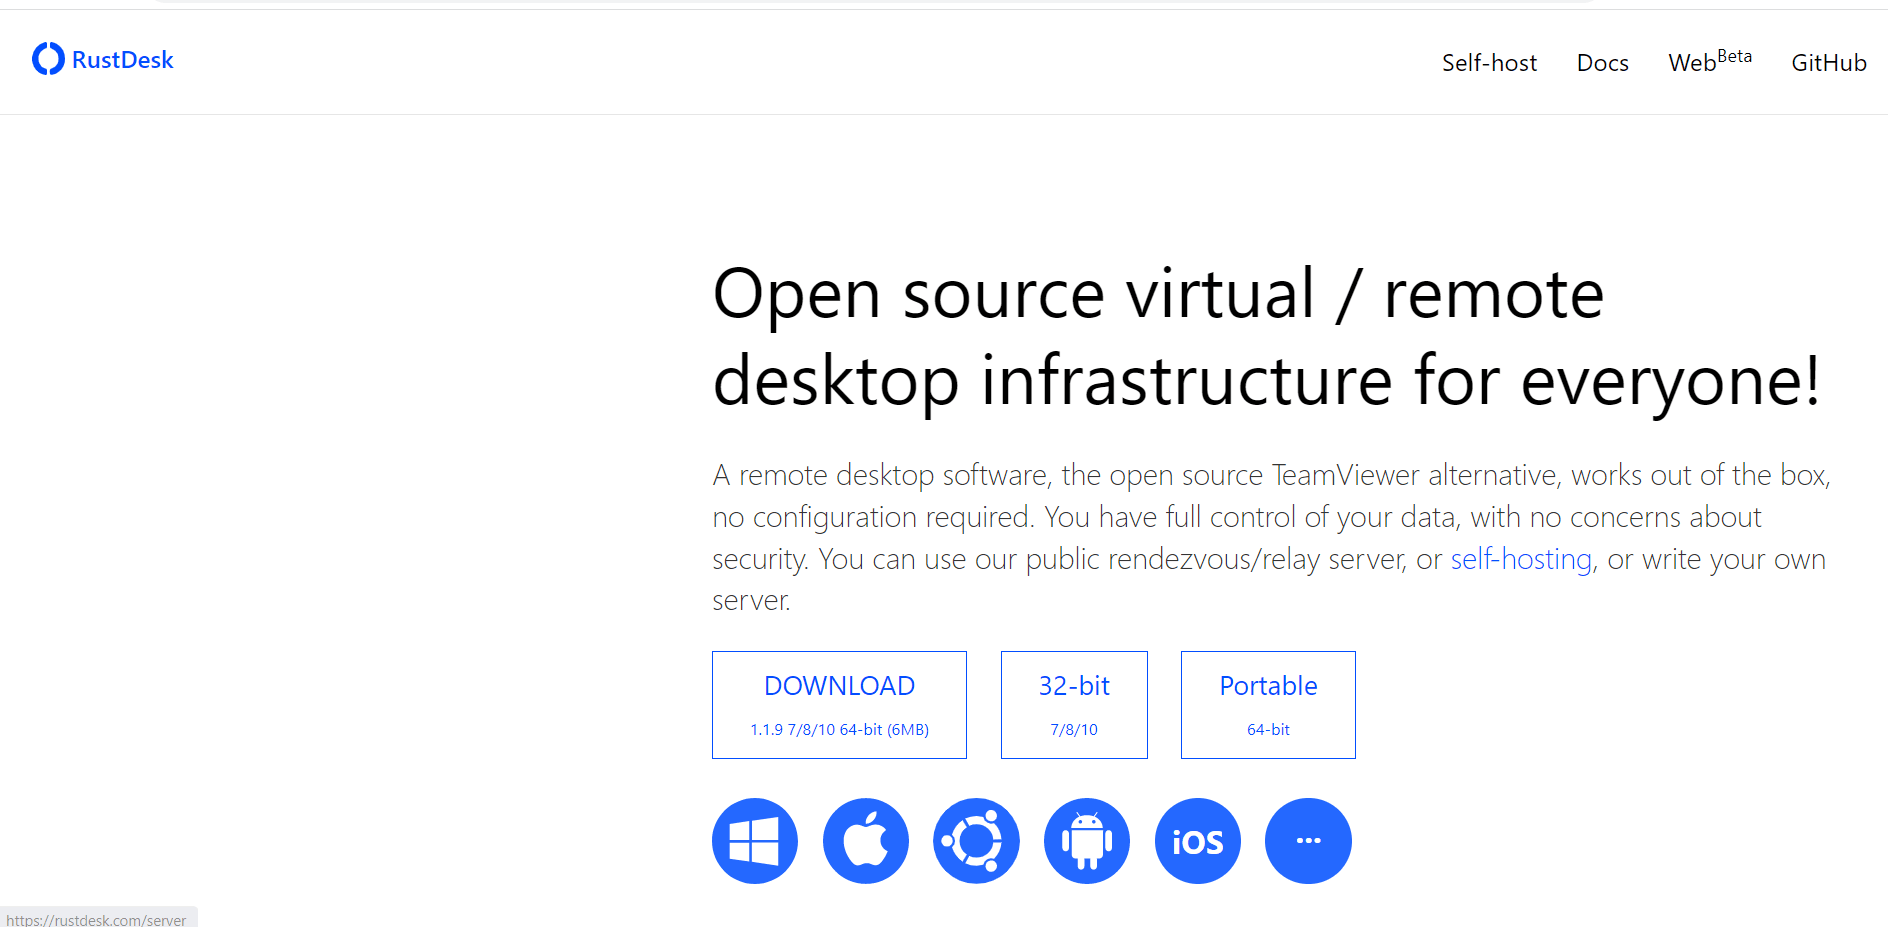 RustDesk
Self-host Docs WebBeta GitHub
Open source virtual / remote
desktop infrastructure for everyone!
A remote desktop software, the open source TeamViewer alternative, works out of the box,
no configuration required. You have full control of your data, with no concerns about
security. You can use our public rendezvous/relay server, or self-hosting, or write your own
server.
DOWNLOAD
1.1.9 7/8/10 64-bit (6MB)
32-bit
7/8/10
Portable
64-bit
iOS
...
https://rustdesk.com/server